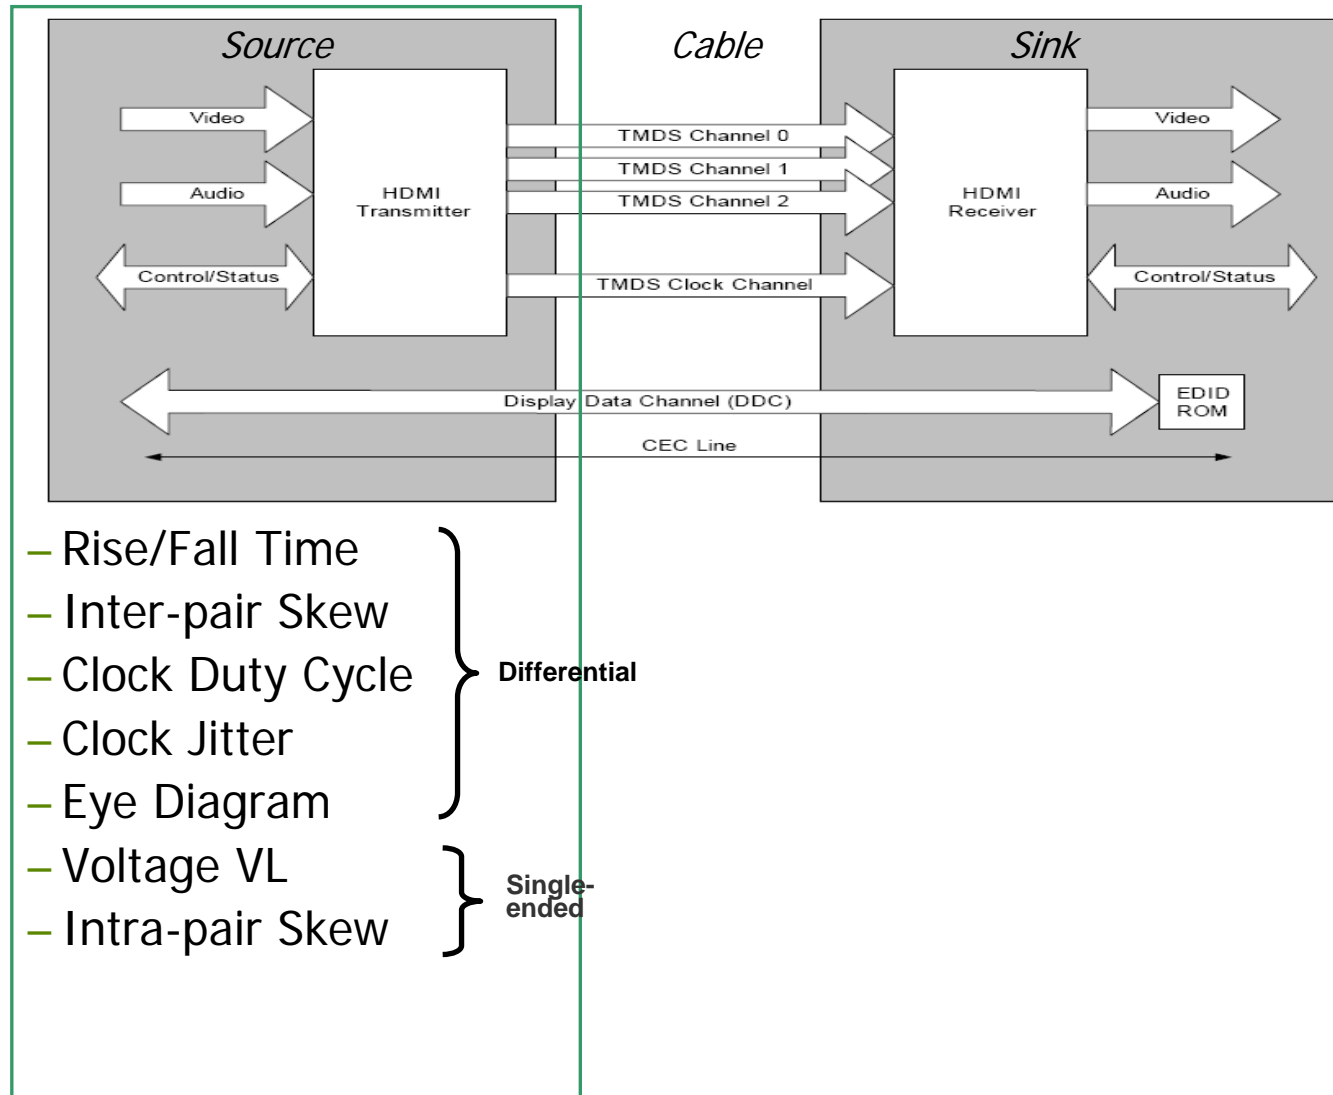 Source
Cable
Sink
Video
Audio
Control/Status
HDMI
Transmitter
TMDS Channel 0
TMDS Channel 1
TMDS Channel 2
TMDS Clock Channel
HDMI
Receiver
Video
Audio
Control/Status
Display Data Channel (DDC)
EDID
ROM
CEC Line
– Rise/Fall Time
– Inter-pair Skew
– Clock Duty Cycle
– Clock Jitter
– Eye Diagram
Differential
– Voltage VL
– Intra-pair Skew
Single-
ended